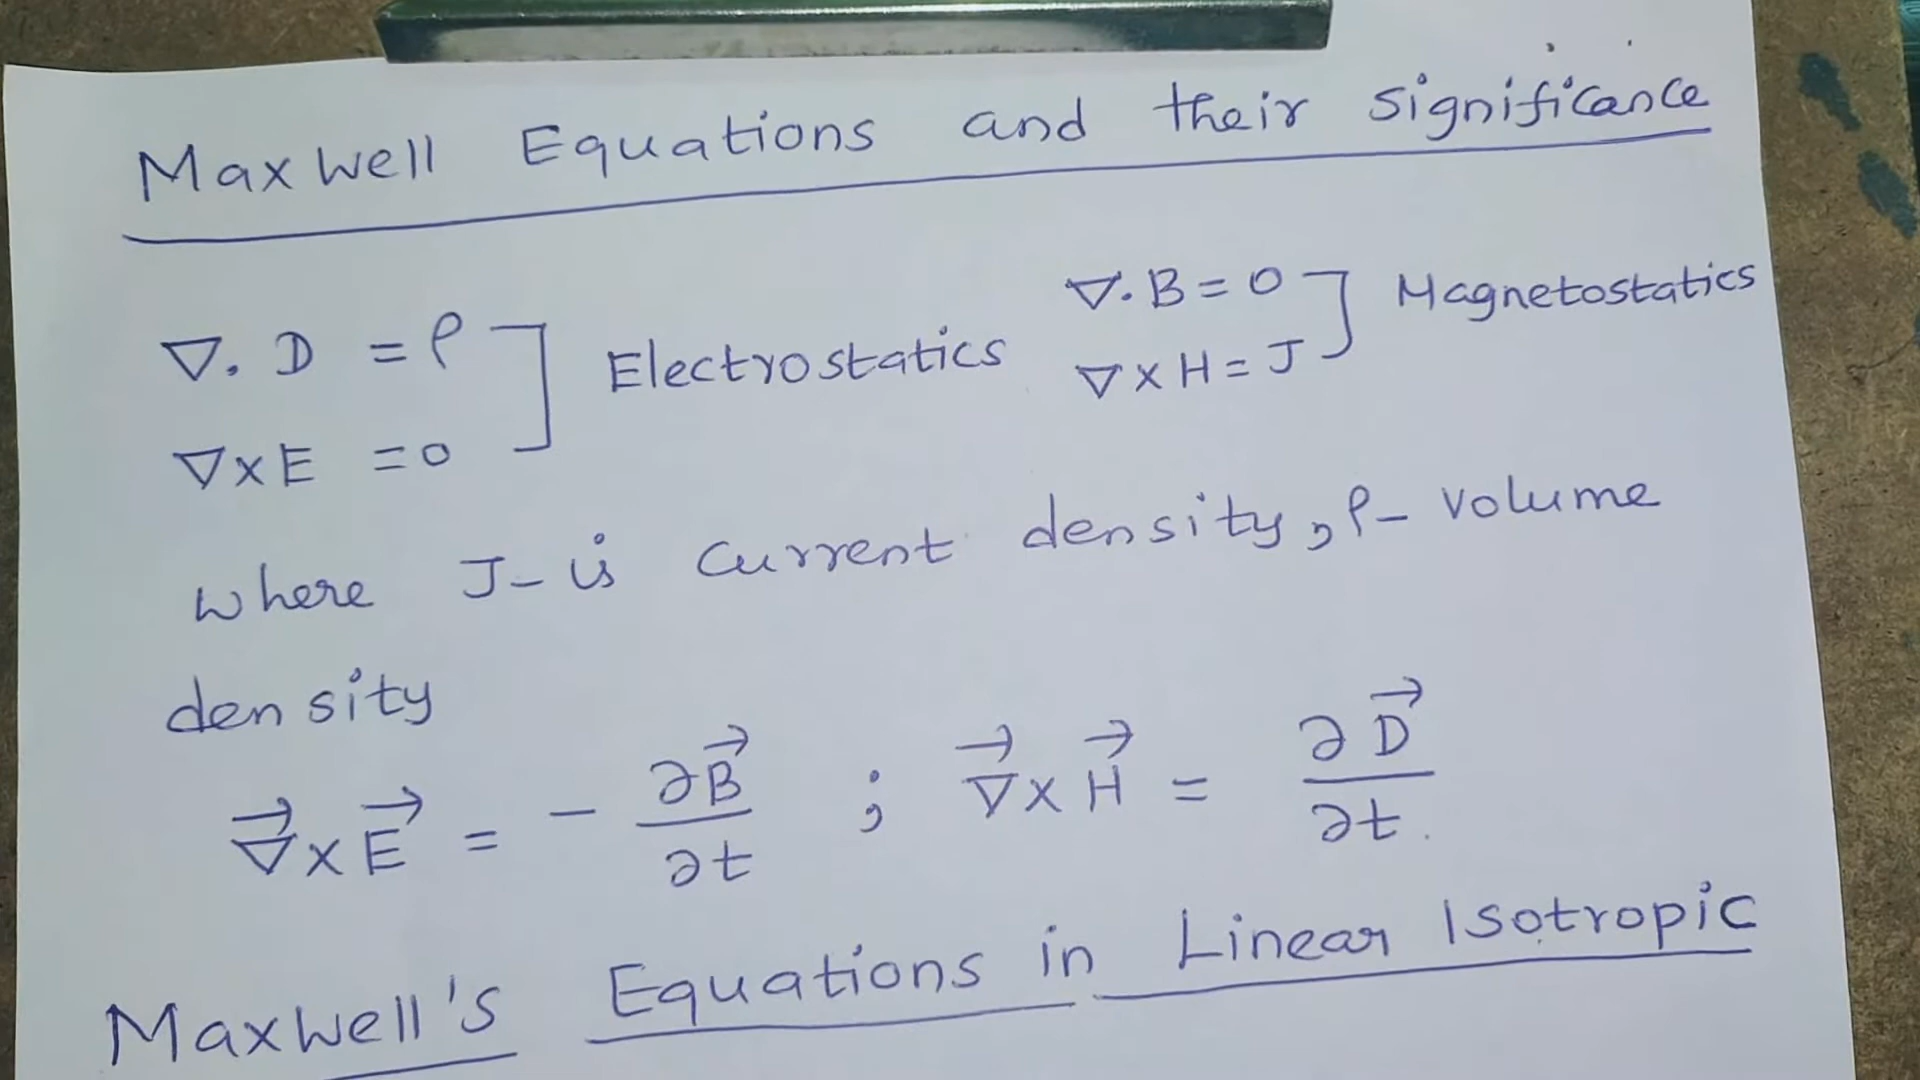 Maxwell Equations and their significance
∇. D = ρ ] Electrostatics
∇×E = 0
∇. B = 0 ] Magnetostatics
∇×H = J
where J- is current density, ρ- volume
density
∇⃗×E⃗ = - ∂B⃗/∂t ; ∇⃗×H⃗ = ∂D⃗/∂t.
Maxwell's Equations in Linear Isotropic